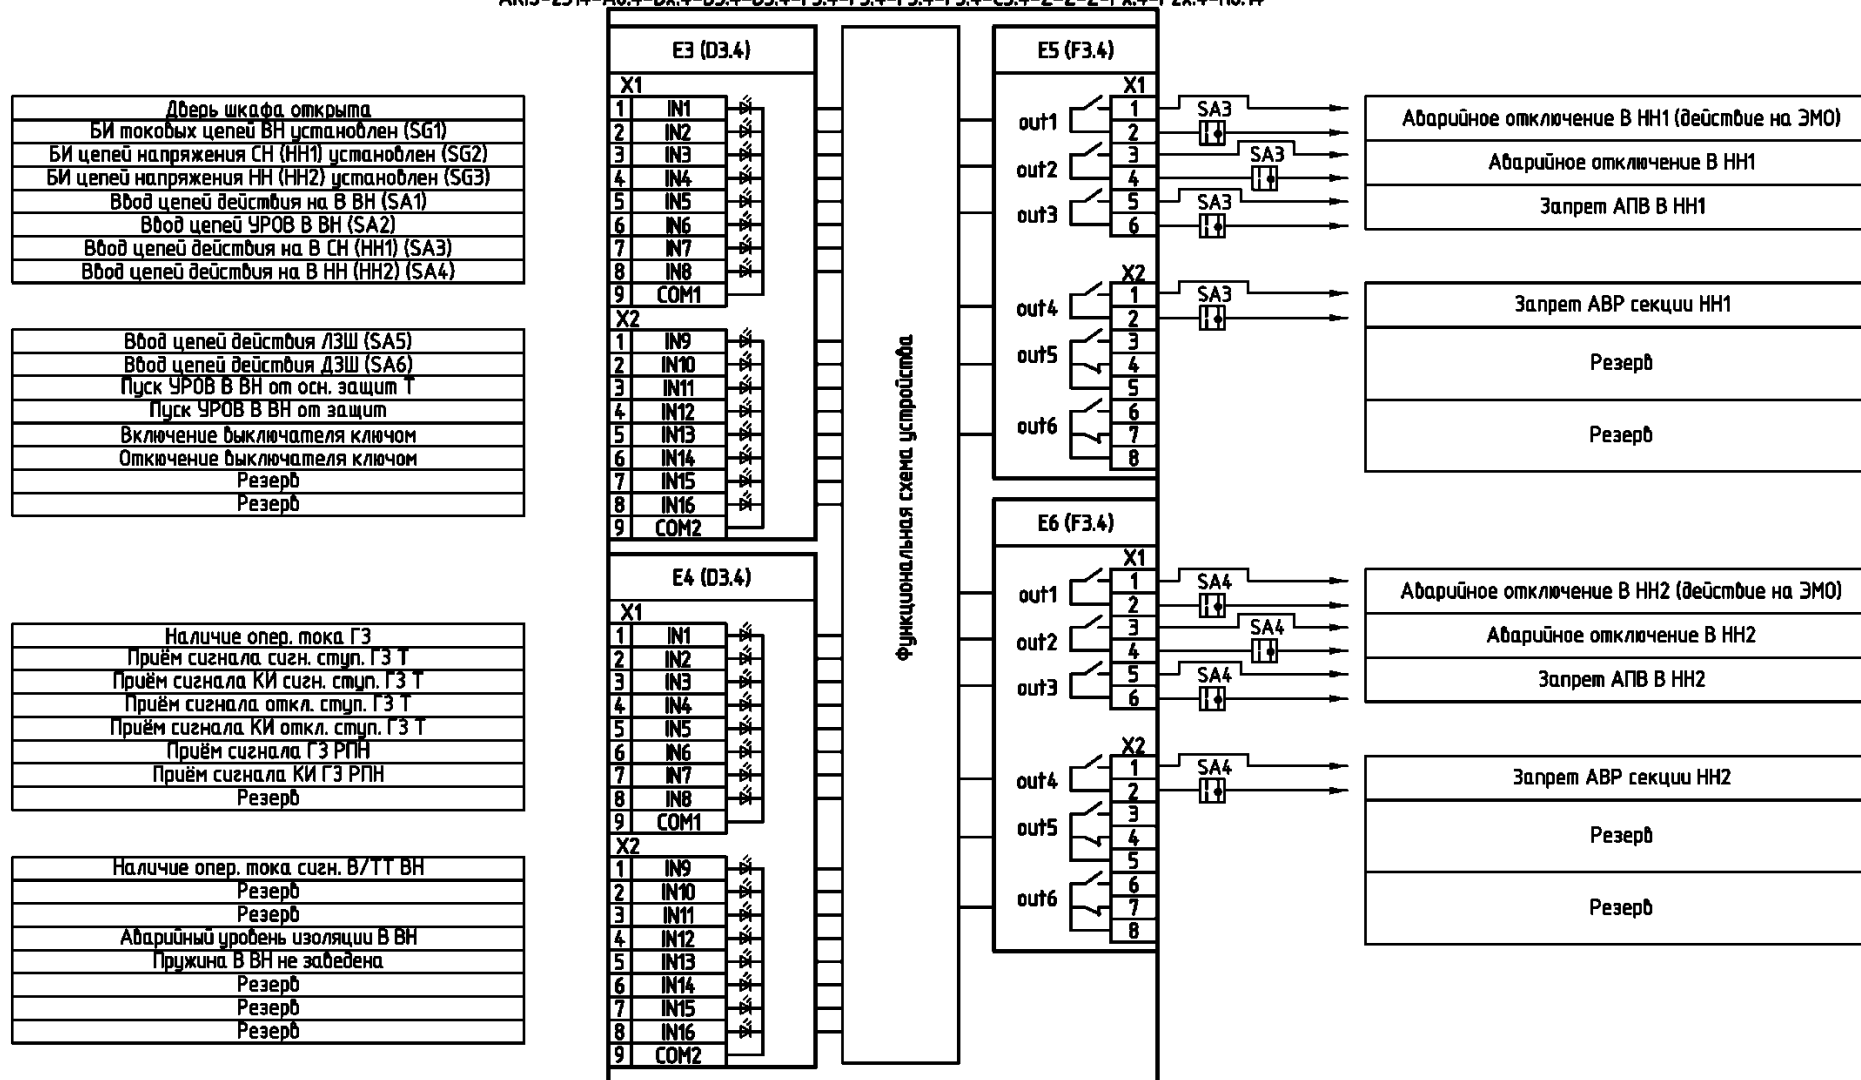 E3 (D3.4)
X1
Дверь шкафа открыта 1 IN1
БИ токовых цепей ВН установлен (SG1) 2 IN2
БИ цепей напряжения СН (НН1) установлен (SG2) 3 IN3
БИ цепей напряжения НН (НН2) установлен (SG3) 4 IN4
Ввод цепей действия на В ВН (SA1) 5 IN5
Ввод цепей УРОВ В ВН (SA2) 6 IN6
Ввод цепей действия на В СН (НН1) (SA3) 7 IN7
Ввод цепей действия на В НН (НН2) (SA4) 8 IN8
9 COM1
X2
Ввод цепей действия ЛЗШ (SA5) 1 IN9
Ввод цепей действия ДЗШ (SA6) 2 IN10
Пуск УРОВ В ВН от осн. защит Т 3 IN11
Пуск УРОВ В ВН от защит 4 IN12
Включение выключателя ключом 5 IN13
Откючение выключателя ключом 6 IN14
Резерв 7 IN15
Резерв 8 IN16
9 COM2
E4 (D3.4)
X1
Наличие опер. тока ГЗ 1 IN1
Приём сигнала сигн. ступ. ГЗ Т 2 IN2
Приём сигнала КИ сигн. ступ. ГЗ Т 3 IN3
Приём сигнала откл. ступ. ГЗ Т 4 IN4
Приём сигнала КИ откл. ступ. ГЗ Т 5 IN5
Приём сигнала ГЗ РПН 6 IN6
Приём сигнала КИ ГЗ РПН 7 IN7
Резерв 8 IN8
9 COM1
X2
Наличие опер. тока сигн. В/ТТ ВН 1 IN9
Резерв 2 IN10
Резерв 3 IN11
Аварийный уровень изоляции В ВН 4 IN12
Пружина В ВН не заведена 5 IN13
Резерв 6 IN14
Резерв 7 IN15
Резерв 8 IN16
9 COM2
Функциональная схема устройства
E5 (F3.4)
X1
out1 1 2 SA3 Аварийное отключение В НН1 (действие на ЭМО)
out2 3 4 SA3 Аварийное отключение В НН1
out3 5 6 SA3 Запрет АПВ В НН1
X2
out4 1 2 SA3 Запрет АВР секции НН1
out5 3 4 5 Резерв
out6 6 7 8 Резерв
E6 (F3.4)
X1
out1 1 2 SA4 Аварийное отключение В НН2 (действие на ЭМО)
out2 3 4 SA4 Аварийное отключение В НН2
out3 5 6 SA4 Запрет АПВ В НН2
X2
out4 1 2 SA4 Запрет АВР секции НН2
out5 3 4 5 Резерв
out6 6 7 8 Резерв